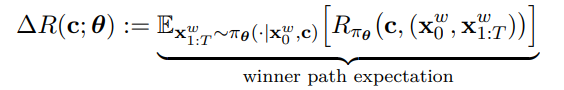 ΔR(c; θ) := 𝔼_{x^w_{1:T} ∼ π_θ(·|x^w_0, c)} [R_{π_θ}(c, (x^w_0, x^w_{1:T}))]
winner path expectation